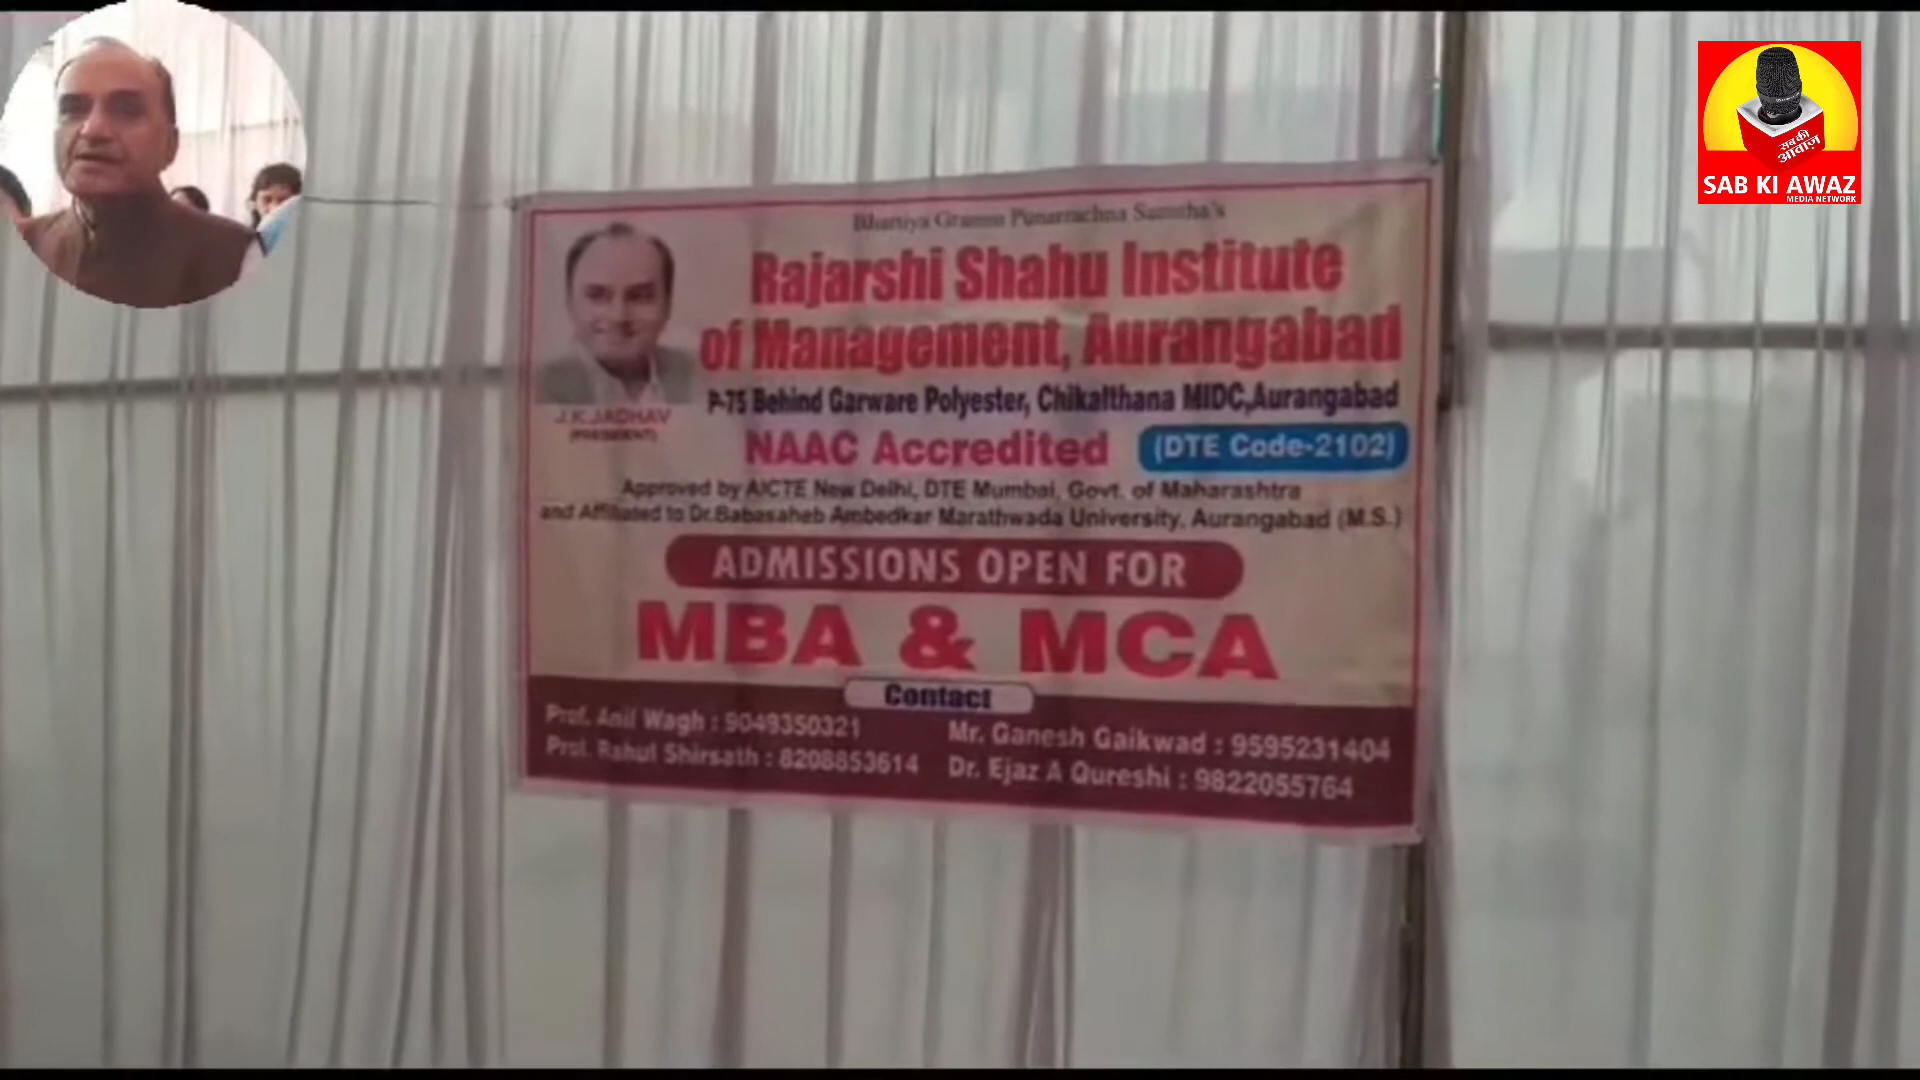 सब की
आवाज़
SAB KI AWAZ
MEDIA NETWORK
Bhartiya Gramin Punarrachna Sanstha's
Rajarshi Shahu Institute
of Management, Aurangabad
P-75 Behind Garware Polyester, Chikalthana MIDC,Aurangabad
J.K.JADHAV
(PRESIDENT)
NAAC Accredited (DTE Code-2102)
Approved by AICTE New Delhi, DTE Mumbai, Govt. of Maharashtra
and Affiliated to Dr.Babasaheb Ambedkar Marathwada University, Aurangabad (M.S.)
ADMISSIONS OPEN FOR
MBA & MCA
Contact
Prof. Anil Wagh : 9049350321
Mr. Ganesh Gaikwad : 9595231404
Prof. Rahul Shirsath : 8208853614
Dr. Ejaz A Qureshi : 9822055764